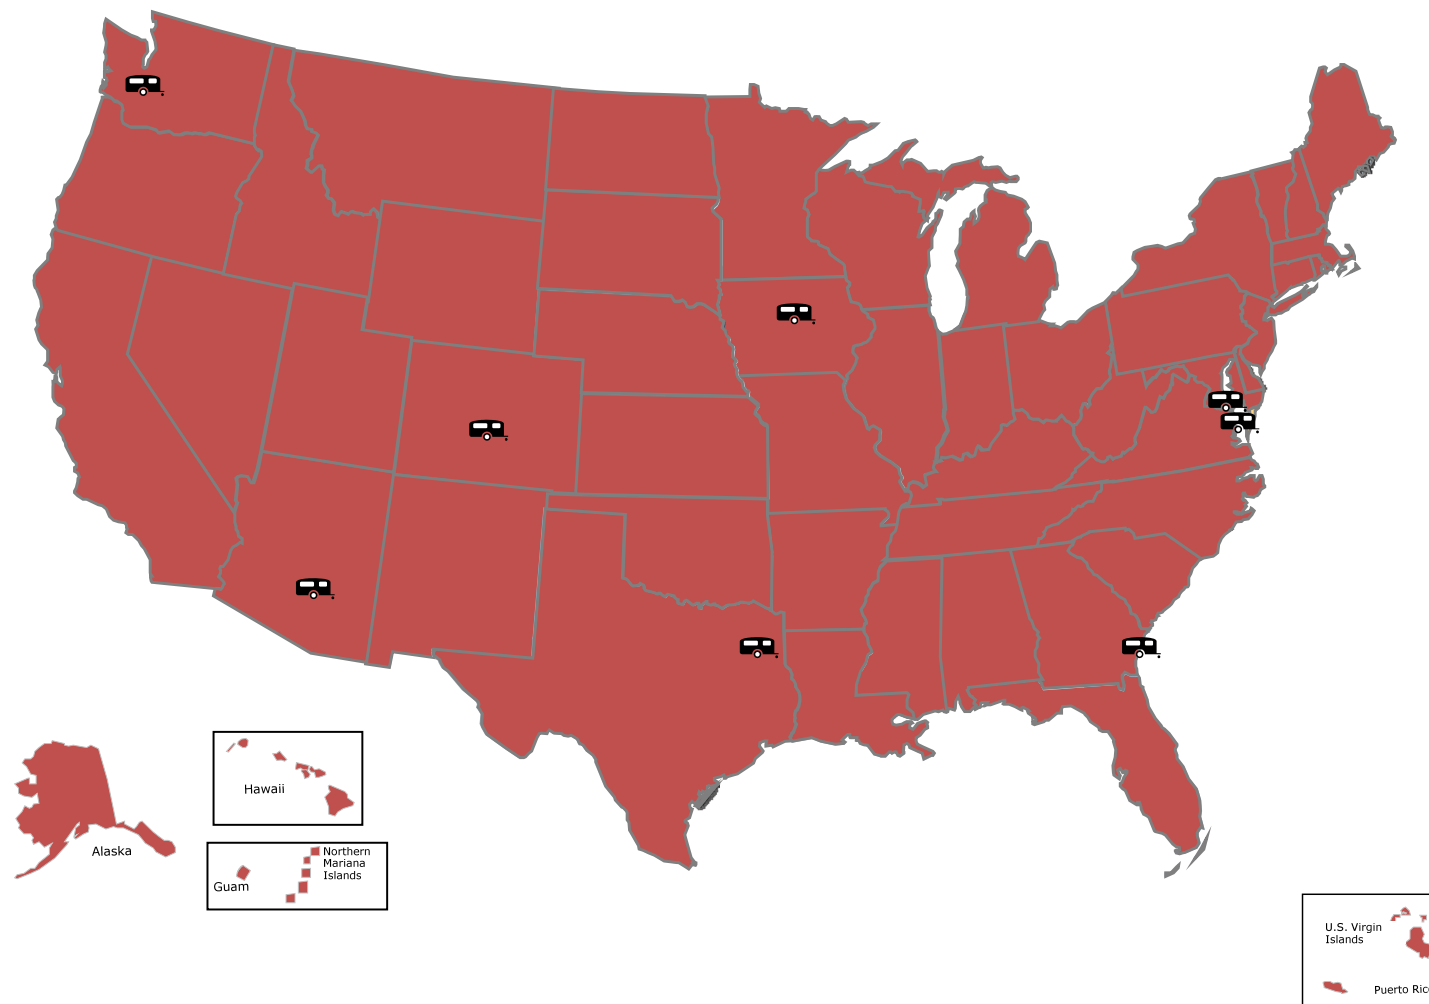 Hawaii
Alaska
Northern
Mariana
Islands
Guam
U.S. Virgin
Islands